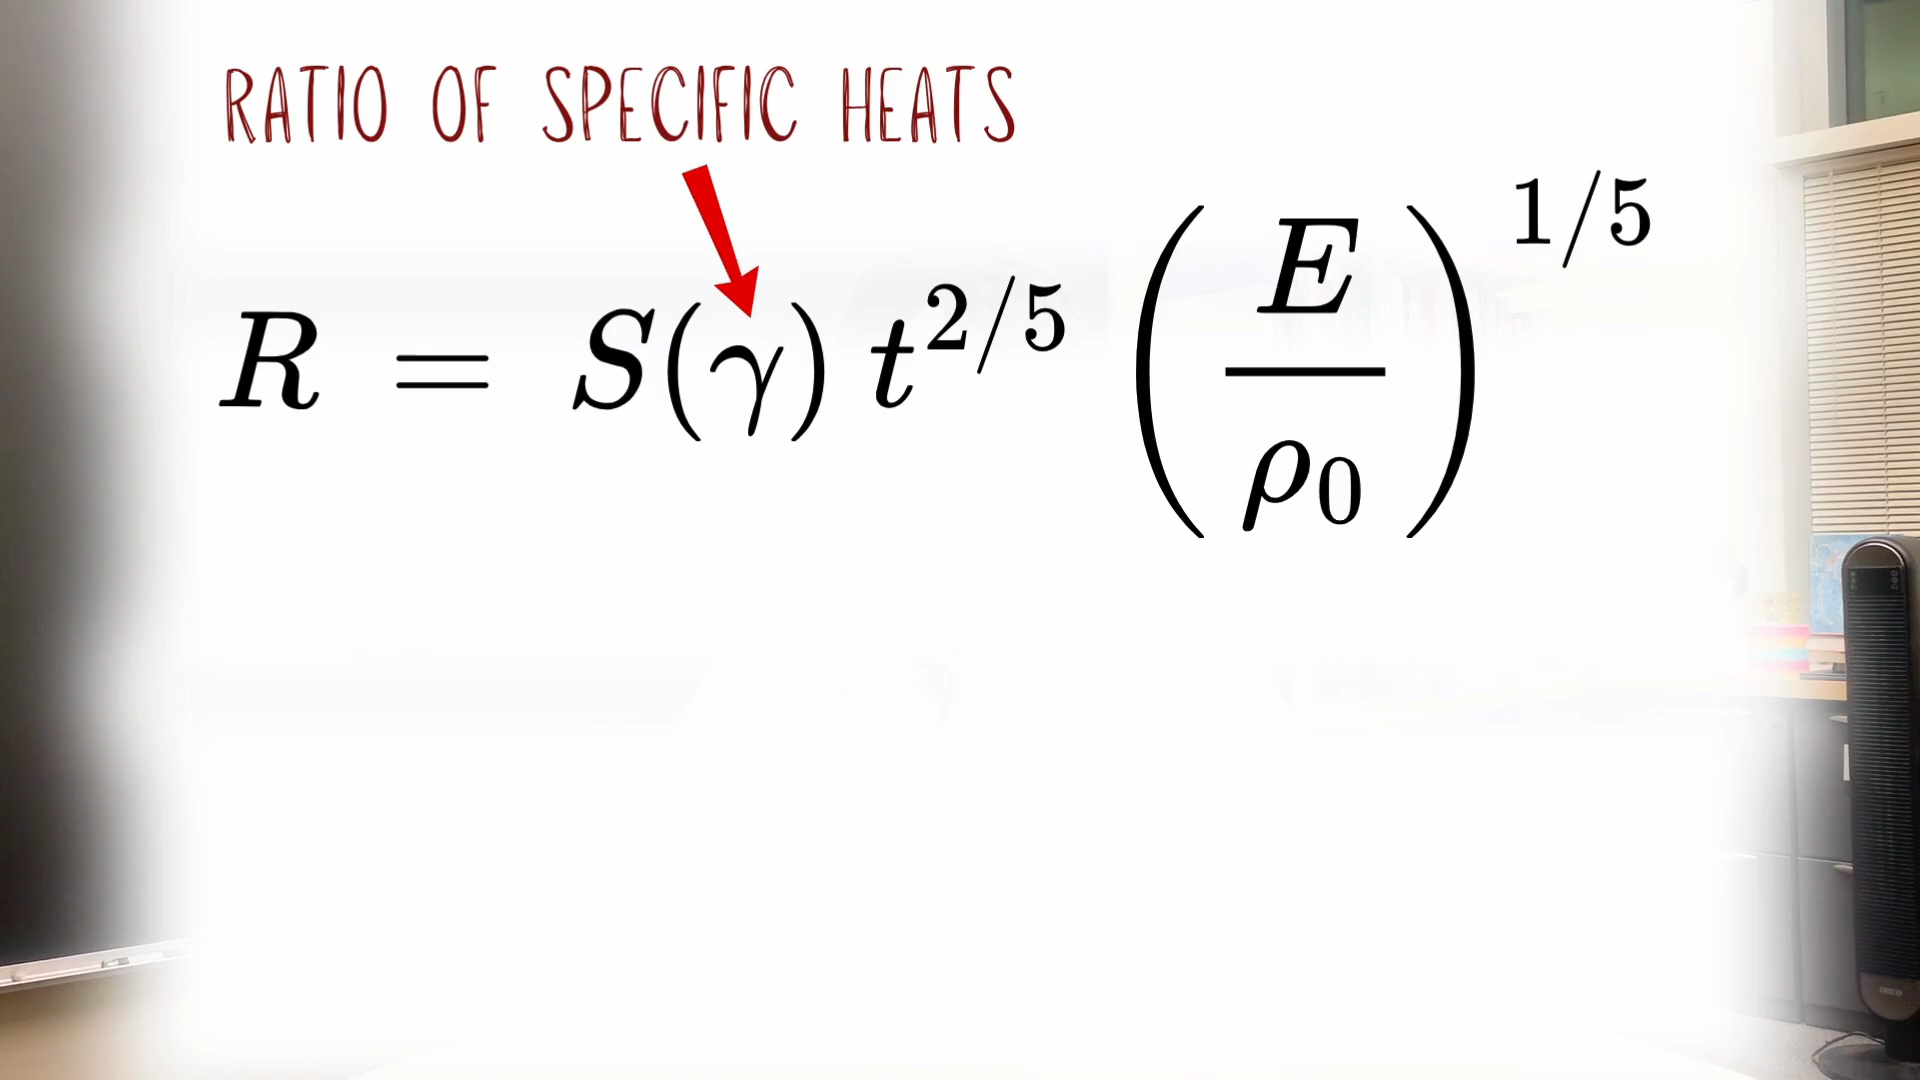 RATIO OF SPECIFIC HEATS
R = S(γ) t^{2/5} (E/ρ₀)^{1/5}